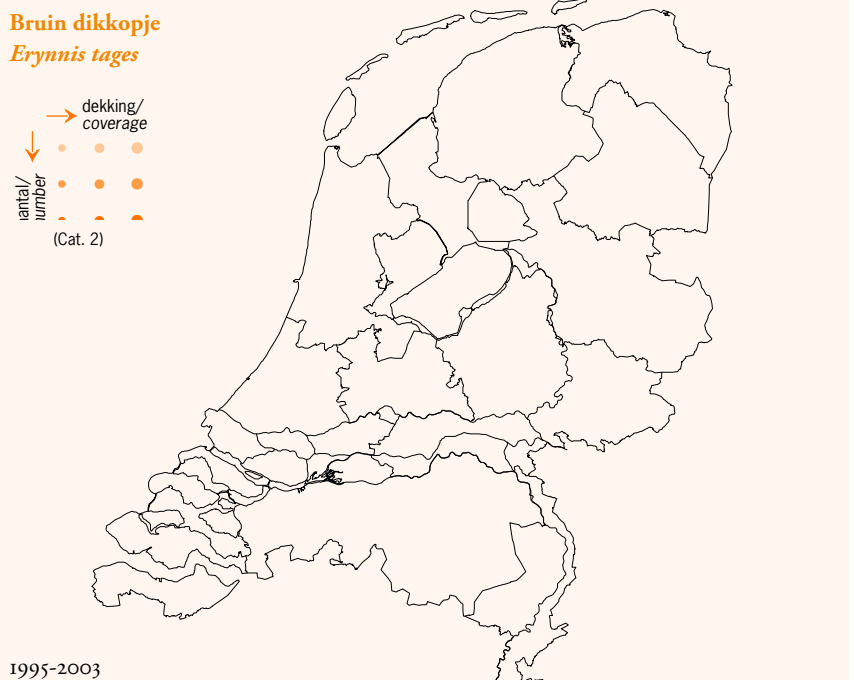 Bruin dikkopje
Erynnis tages
dekking/
coverage
(Cat. 2)
1995-2003